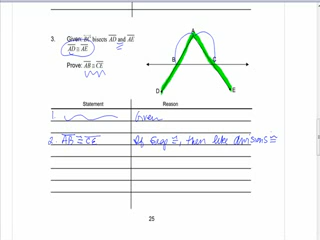 3. Given: BC bisects AD and AE
AD ≅ AE
Prove: AB ≅ CE
A
B
C
D
E
Statement Reason
1. Given
2. AB ≅ CE If segs ≅, then like divisions ≅
25